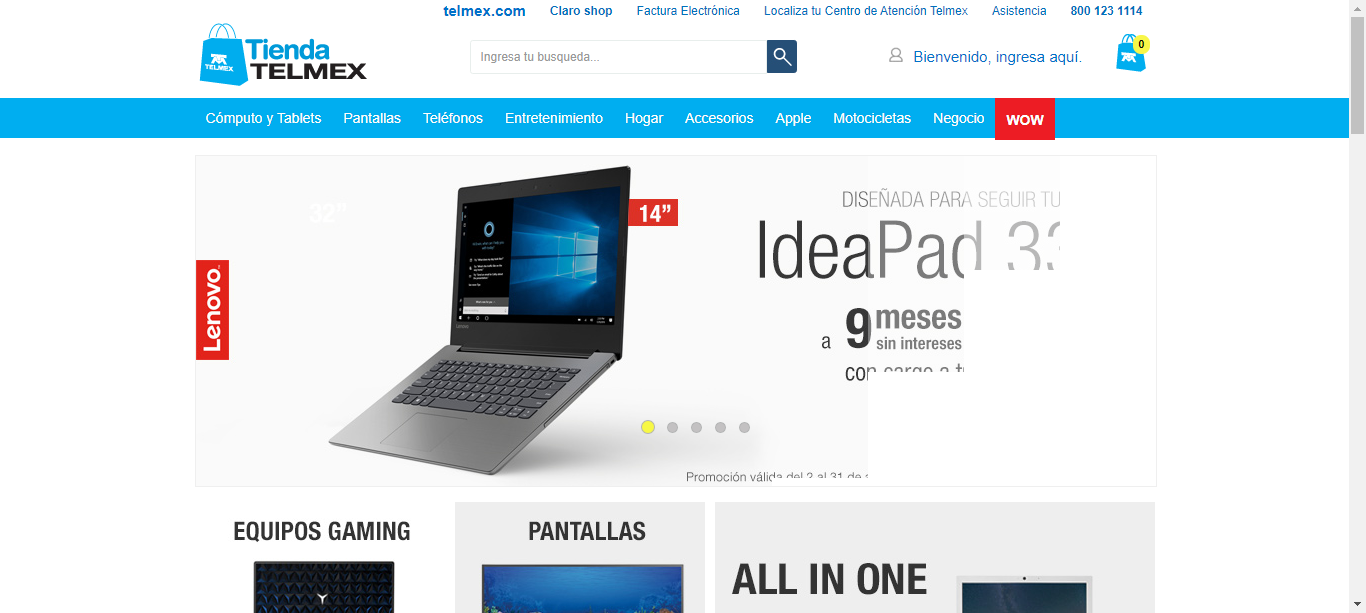 telmex.com Claro shop Factura Electrónica Localiza tu Centro de Atención Telmex Asistencia 800 123 1114
Tienda
TELMEX
TELMEX
Ingresa tu busqueda...
Bienvenido, ingresa aquí.
0
Cómputo y Tablets Pantallas Teléfonos Entretenimiento Hogar Accesorios Apple Motocicletas Negocio WOW
32”
14”
Lenovo
Lenovo
DISEÑADA PARA SEGUIR TU
IdeaPad 33
a 9 meses
sin intereses
con cargo a
Promoción válida del 2 al 31 de
EQUIPOS GAMING
PANTALLAS
ALL IN ONE